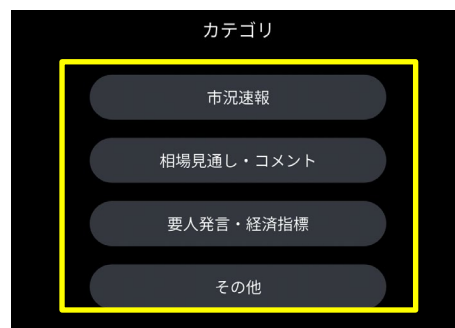 カテゴリ
市況速報
相場見通し・コメント
要人発言・経済指標
その他